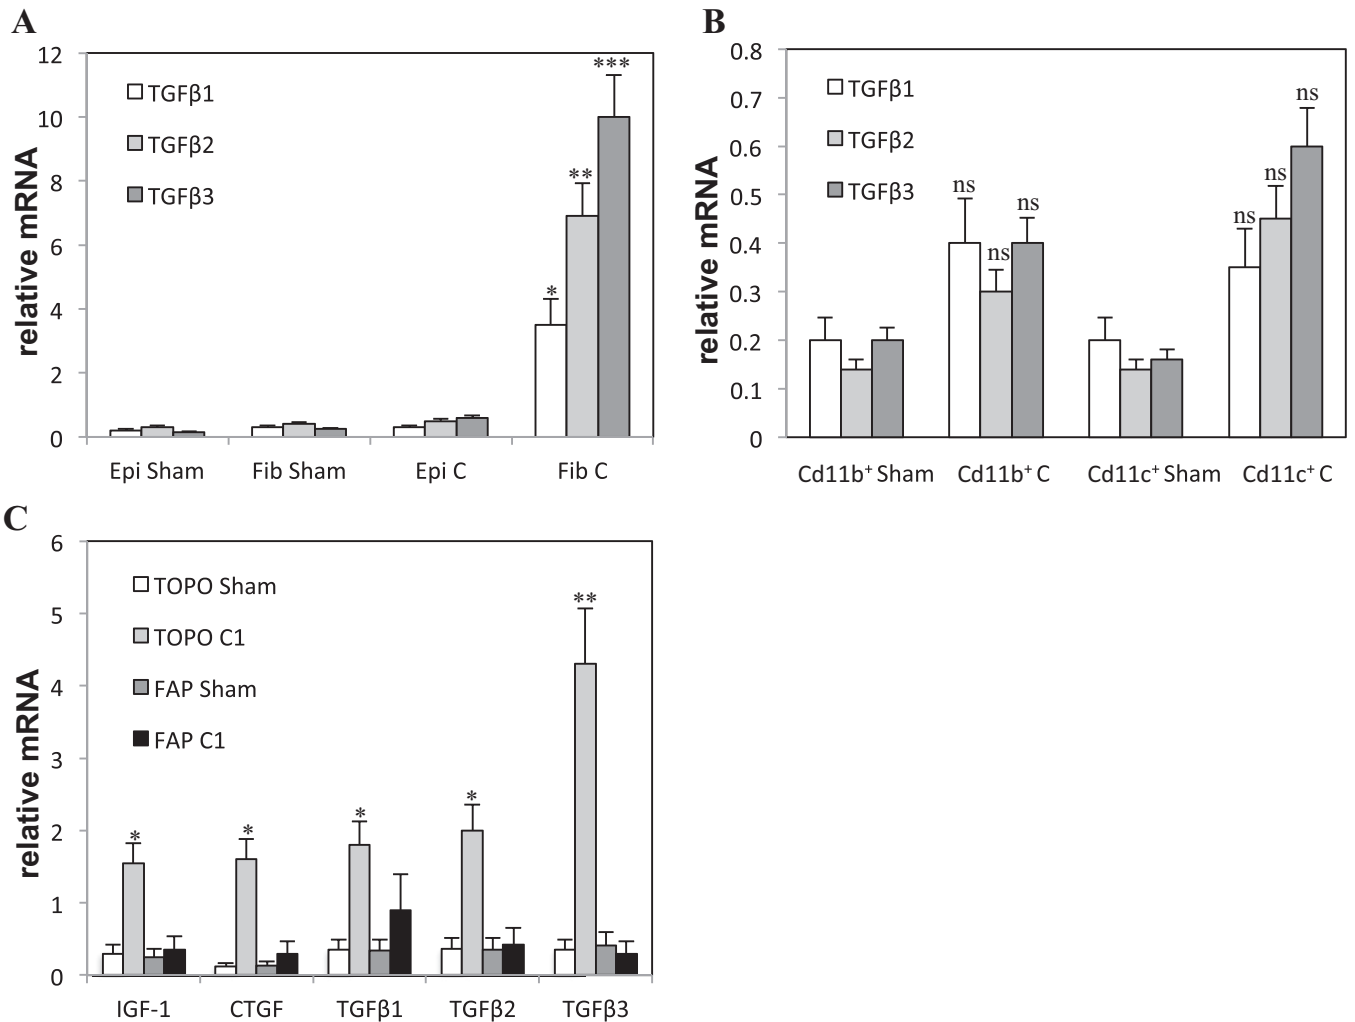 A
relative mRNA
12
10
8
6
4
2
0
TGFβ1
TGFβ2
TGFβ3
*
**
***
Epi Sham Fib Sham Epi C Fib C
B
relative mRNA
0.8
0.7
0.6
0.5
0.4
0.3
0.2
0.1
0
TGFβ1
TGFβ2
TGFβ3
ns
ns
ns
ns
ns
ns
Cd11b⁺ Sham Cd11b⁺ C Cd11c⁺ Sham Cd11c⁺ C
C
relative mRNA
6
5
4
3
2
1
0
TOPO Sham
TOPO C1
FAP Sham
FAP C1
*
*
*
*
**
IGF-1 CTGF TGFβ1 TGFβ2 TGFβ3